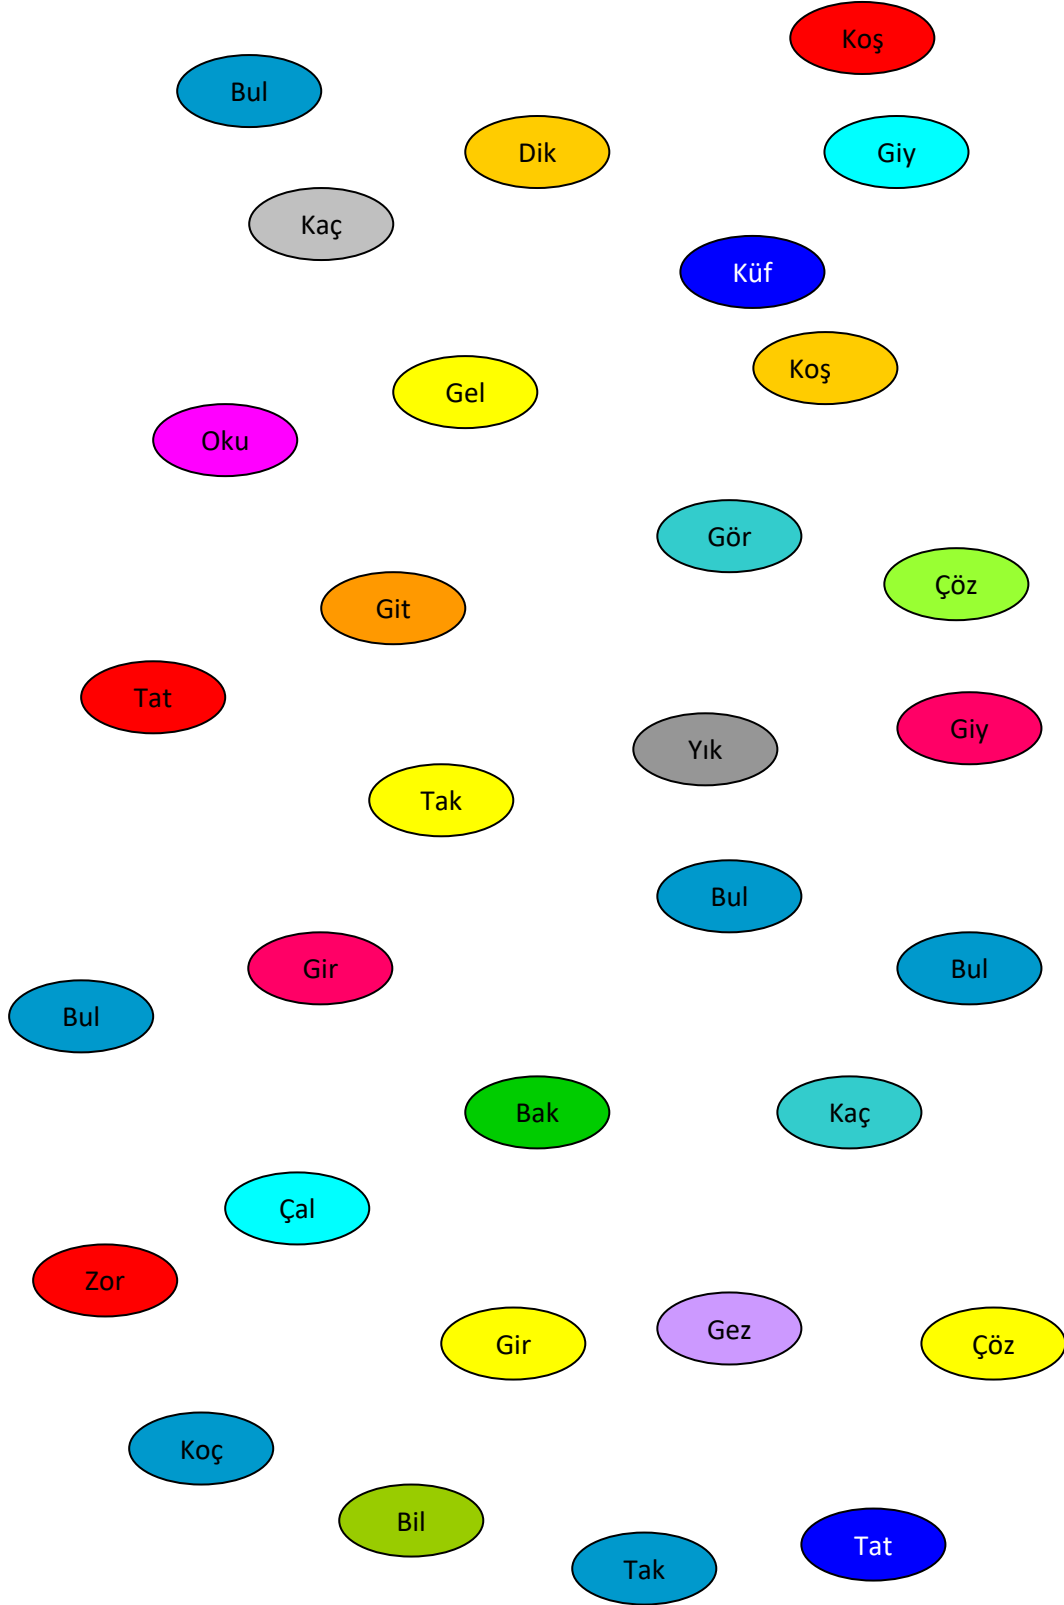 Koş
Bul
Dik
Giy
Kaç
Küf
Koş
Gel
Oku
Gör
Çöz
Git
Tat
Giy
Yık
Tak
Bul
Gir
Bul
Bul
Bak
Kaç
Çal
Zor
Gez
Gir
Çöz
Koç
Bil
Tat
Tak